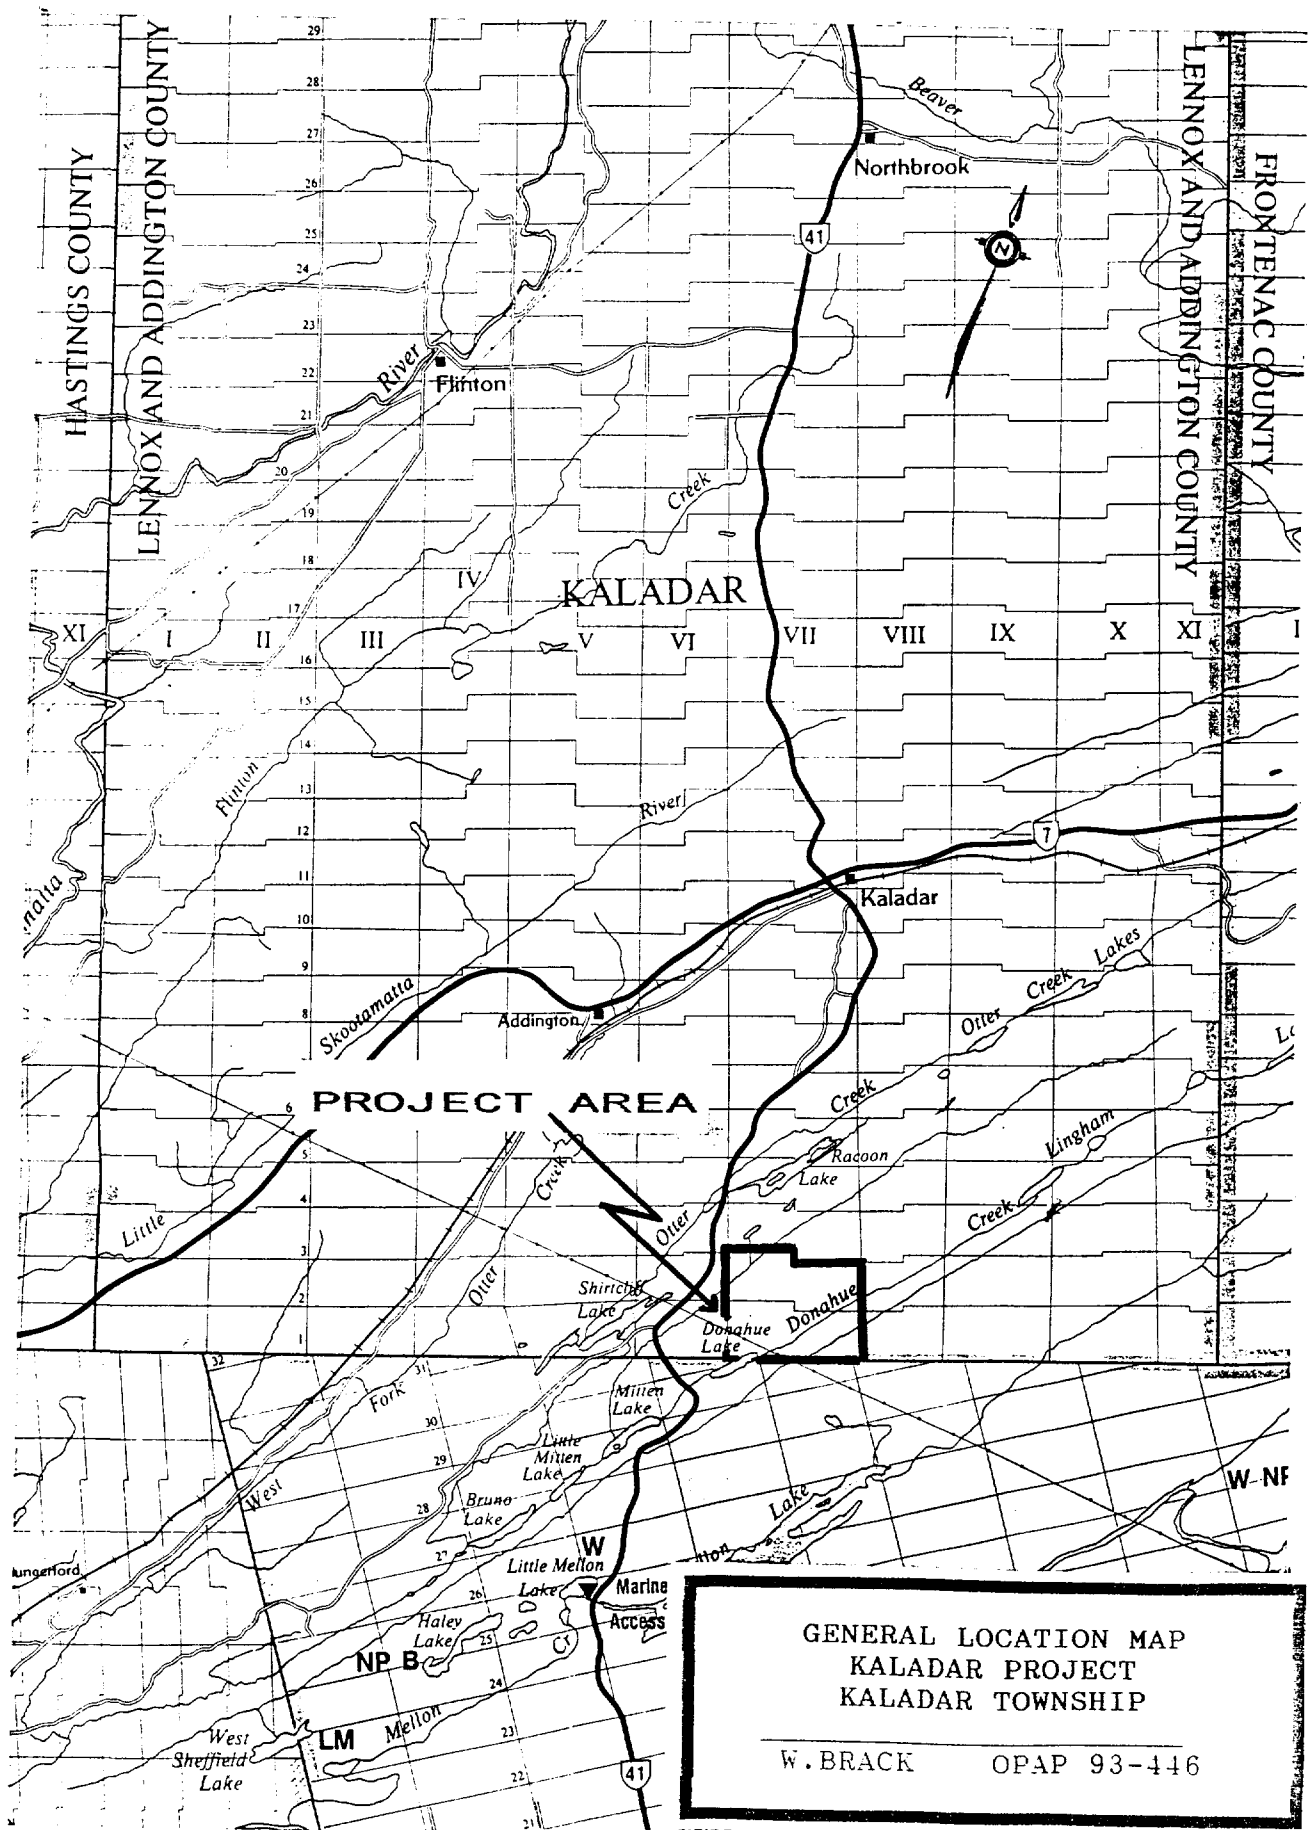 29
28
27
26
25
24
23
22
21
20
19
18
17
16
15
14
13
12
11
10
9
8
6
5
4
3
2
1
HASTINGS COUNTY
LENNOX AND ADDINGTON COUNTY
LENNOX AND ADDINGTON COUNTY
FRONTENAC COUNTY
Beaver
Northbrook
41
N
River
Flinton
Creek
KALADAR
XI
I
II
III
IV
V
VI
VII
VIII
IX
X
XI
I
Flinton
River
7
Kaladar
Skootamatta
Addington
Otter
Creek
Lakes
PROJECT AREA
Creek
Racoon
Lake
Lingham
Creek
Otter
Creek
Otter
Little
Shirtcliff
Lake
Donahue
Lake
Donahue
32
31
30
29
28
27
26
25
24
23
22
21
Fork
West
Mitten
Lake
Little
Mitten
Lake
Bruno
Lake
W
Little Mellon
Lake
Marine
Access
Lake
W NP
Haley
Lake
Cr
NP B
LM
Mellon
West
Sheffield
Lake
41
GENERAL LOCATION MAP
KALADAR PROJECT
KALADAR TOWNSHIP
W.BRACK OPAP 93-446